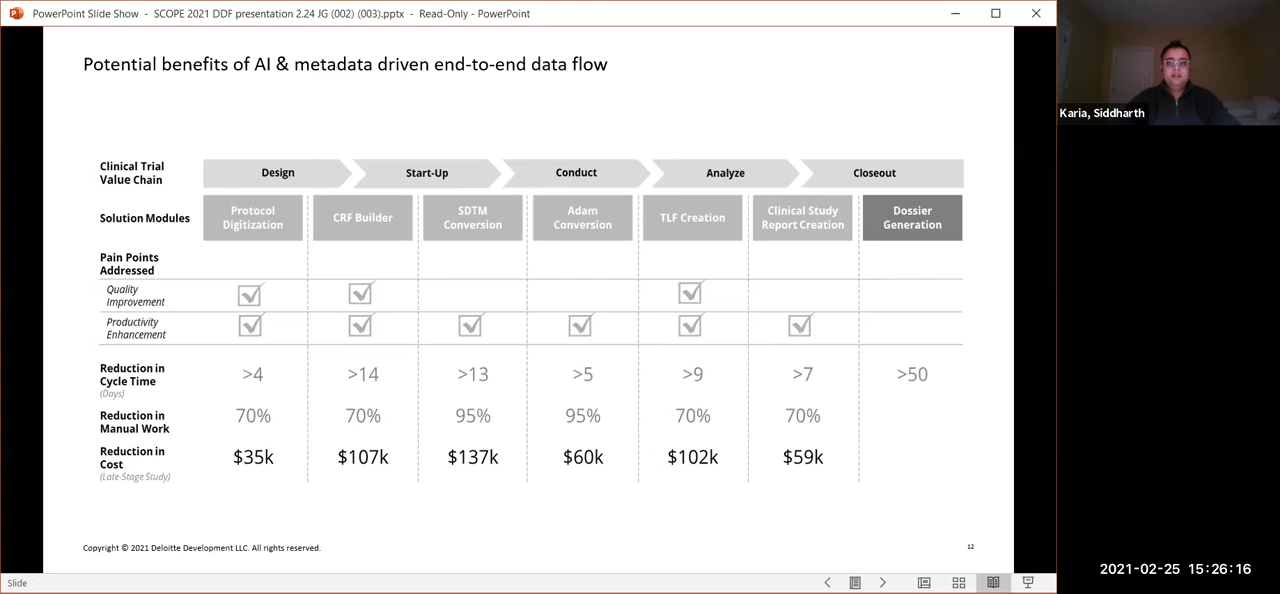 PowerPoint Slide Show - SCOPE 2021 DDF presentation 2.24 JG (002) (003).pptx - Read-Only - PowerPoint
Karia, Siddharth
Potential benefits of AI & metadata driven end-to-end data flow
Clinical Trial
Value Chain
Design
Start-Up
Conduct
Analyze
Closeout
Solution Modules
Protocol
Digitization
CRF Builder
SDTM
Conversion
Adam
Conversion
TLF Creation
Clinical Study
Report Creation
Dossier
Generation
Pain Points
Addressed
Quality
Improvement
Productivity
Enhancement
Reduction in
Cycle Time
(Days)
>4
>14
>13
>5
>9
>7
>50
Reduction in
Manual Work
70%
70%
95%
95%
70%
70%
Reduction in
Cost
(Late-Stage Study)
$35k
$107k
$137k
$60k
$102k
$59k
Copyright © 2021 Deloitte Development LLC. All rights reserved.
12
2021-02-25 15:26:16
Slide